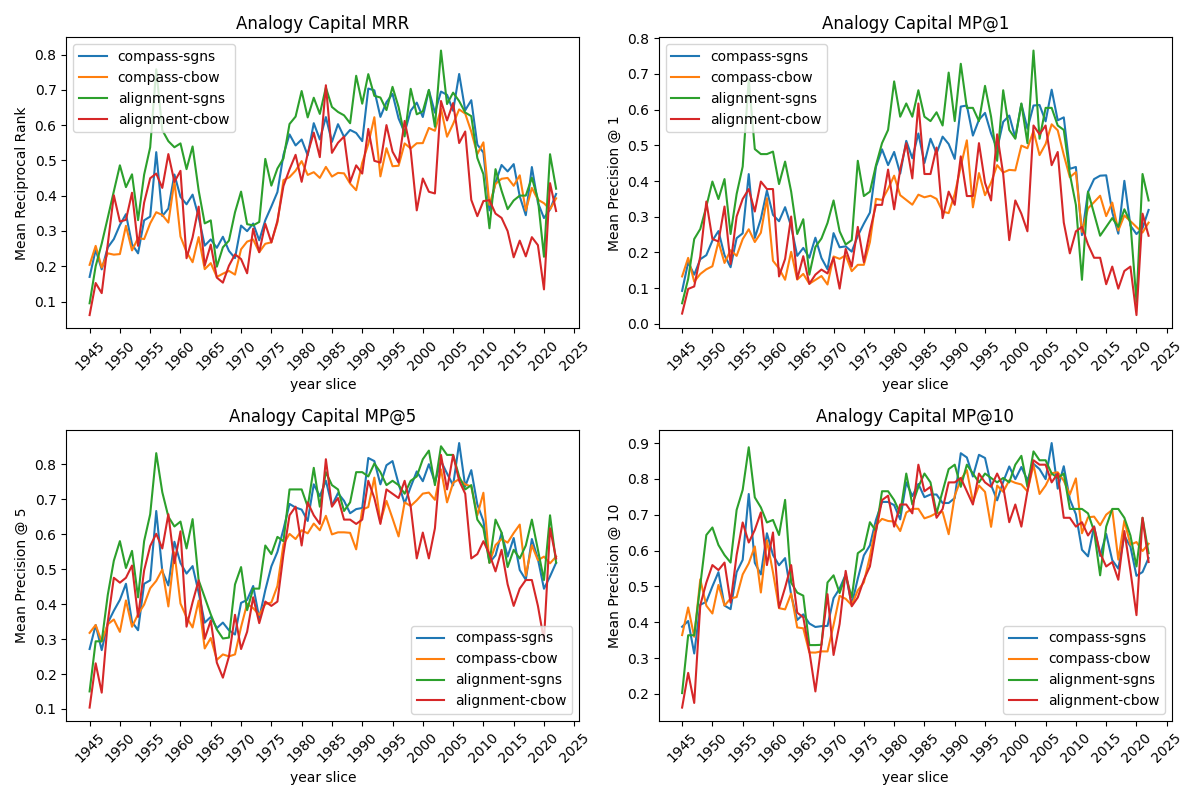 Analogy Capital MRR
Mean Reciprocal Rank
0.8
0.7
0.6
0.5
0.4
0.3
0.2
0.1
compass-sgns
compass-cbow
alignment-sgns
alignment-cbow
1945 1950 1955 1960 1965 1970 1975 1980 1985 1990 1995 2000 2005 2010 2015 2020 2025
year slice
Analogy Capital MP@1
Mean Precision @ 1
0.8
0.7
0.6
0.5
0.4
0.3
0.2
0.1
0.0
compass-sgns
compass-cbow
alignment-sgns
alignment-cbow
1945 1950 1955 1960 1965 1970 1975 1980 1985 1990 1995 2000 2005 2010 2015 2020 2025
year slice
Analogy Capital MP@5
Mean Precision @ 5
0.8
0.7
0.6
0.5
0.4
0.3
0.2
0.1
compass-sgns
compass-cbow
alignment-sgns
alignment-cbow
1945 1950 1955 1960 1965 1970 1975 1980 1985 1990 1995 2000 2005 2010 2015 2020 2025
year slice
Analogy Capital MP@10
Mean Precision @ 10
0.9
0.8
0.7
0.6
0.5
0.4
0.3
0.2
compass-sgns
compass-cbow
alignment-sgns
alignment-cbow
1945 1950 1955 1960 1965 1970 1975 1980 1985 1990 1995 2000 2005 2010 2015 2020 2025
year slice